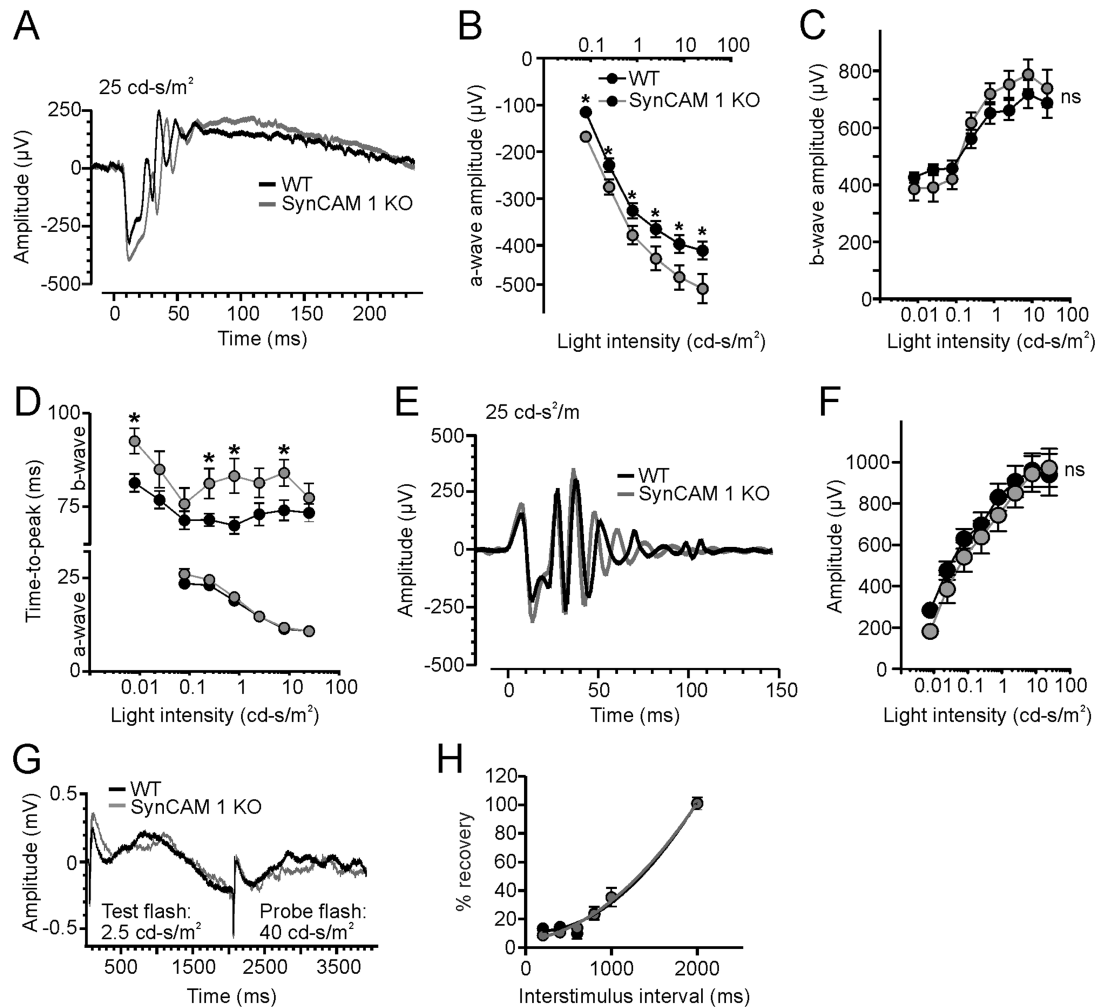 A
25 cd-s/m²
Amplitude (µV)
250
0
-250
-500
WT
SynCAM 1 KO
0 50 100 150 200
Time (ms)
B
0.1 1 10 100
a-wave amplitude (µV)
0
-100
-200
-300
-400
-500
WT
SynCAM 1 KO
* * * * * *
Light intensity (cd-s/m²)
C
b-wave amplitude (µV)
800
600
400
200
0
ns
0.01 0.1 1 10 100
Light intensity (cd-s/m²)
D
Time-to-peak (ms)
a-wave b-wave
100
75
25
0
* * * *
0.01 0.1 1 10 100
Light intensity (cd-s/m²)
E
25 cd-s²/m
Amplitude (µV)
500
250
0
-250
-500
WT
SynCAM 1 KO
0 50 100 150
Time (ms)
F
Amplitude (µV)
1000
800
600
400
200
0
ns
0.01 0.1 1 10 100
Light intensity (cd-s/m²)
G
Amplitude (mV)
0.5
0
-0.5
WT
SynCAM 1 KO
Test flash:
2.5 cd-s/m²
Probe flash:
40 cd-s/m²
500 1500 2500 3500
Time (ms)
H
% recovery
120
100
80
60
40
20
0
0 1000 2000
Interstimulus interval (ms)